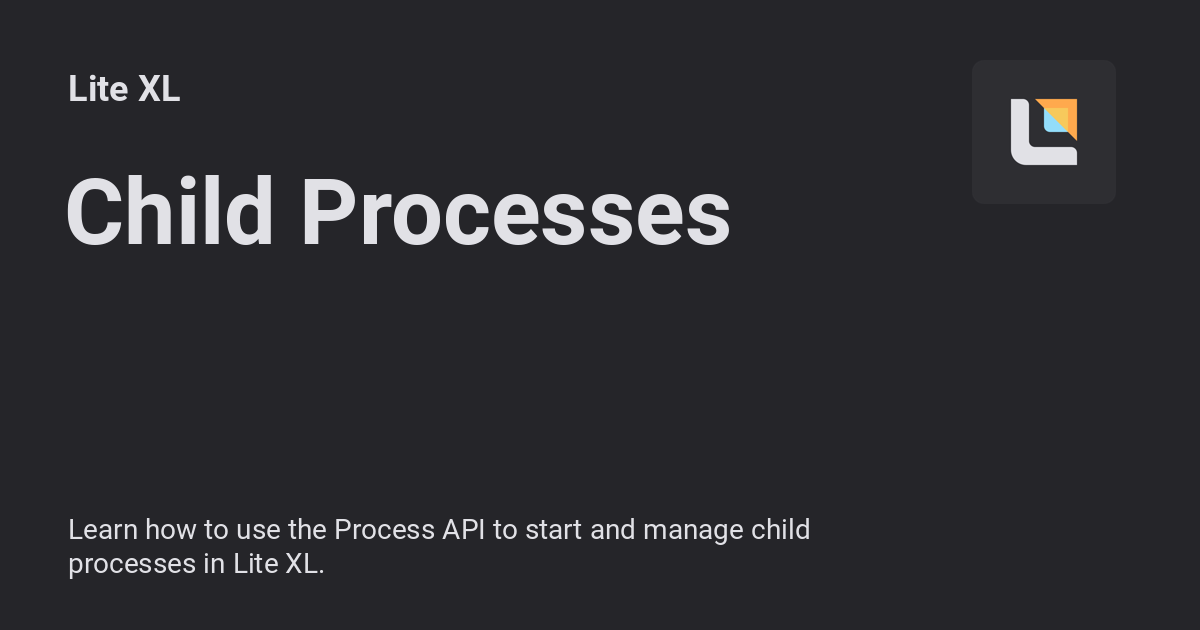 Lite XL
Child Processes
Learn how to use the Process API to start and manage child
processes in Lite XL.